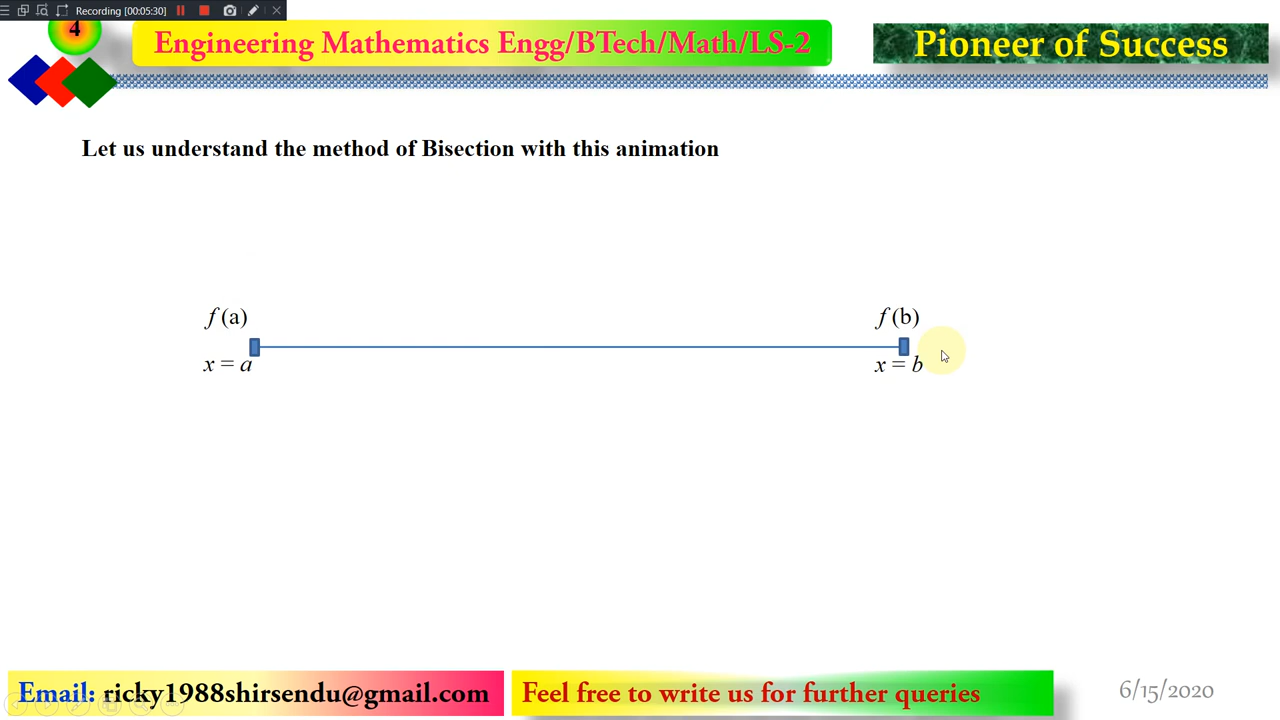 Recording [00:05:30]
4
Engineering Mathematics Engg/BTech/Math/LS-2
Pioneer of Success
Let us understand the method of Bisection with this animation
f (a)
f (b)
x = a
x = b
Email: ricky1988shirsendu@gmail.com
Feel free to write us for further queries
6/15/2020